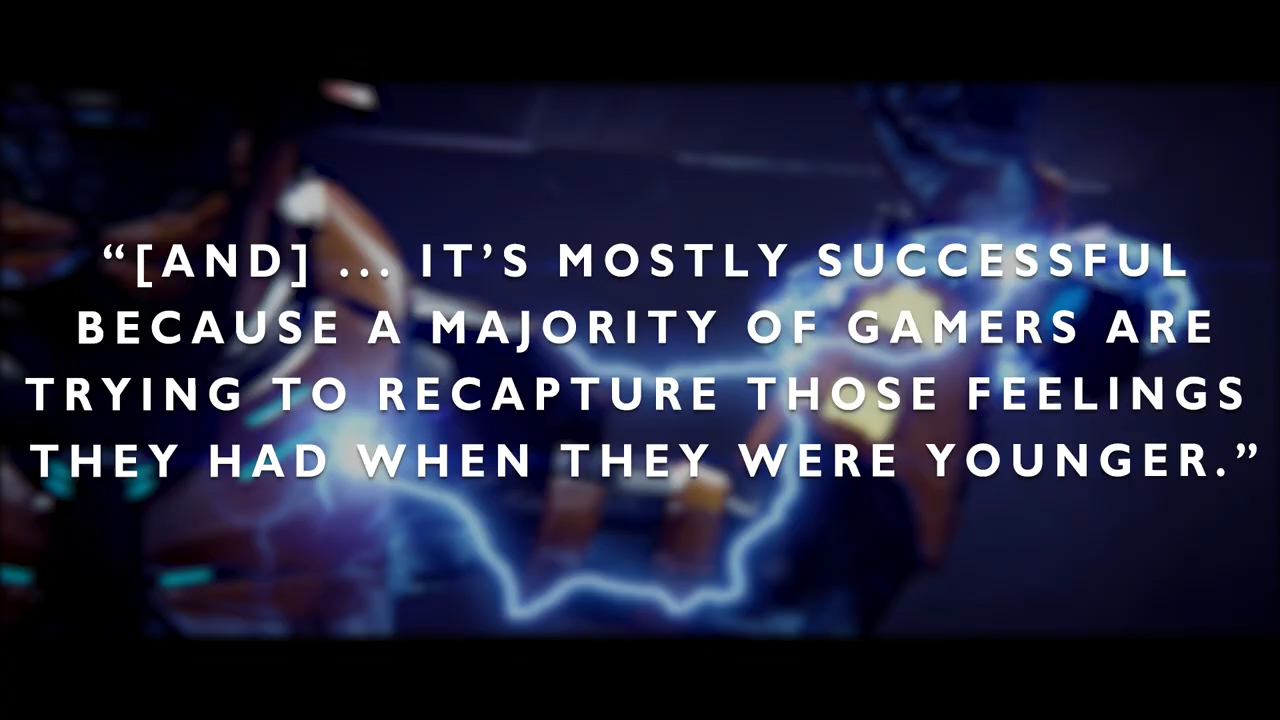 “[AND] ... IT’S MOSTLY SUCCESSFUL
BECAUSE A MAJORITY OF GAMERS ARE
TRYING TO RECAPTURE THOSE FEELINGS
THEY HAD WHEN THEY WERE YOUNGER.”